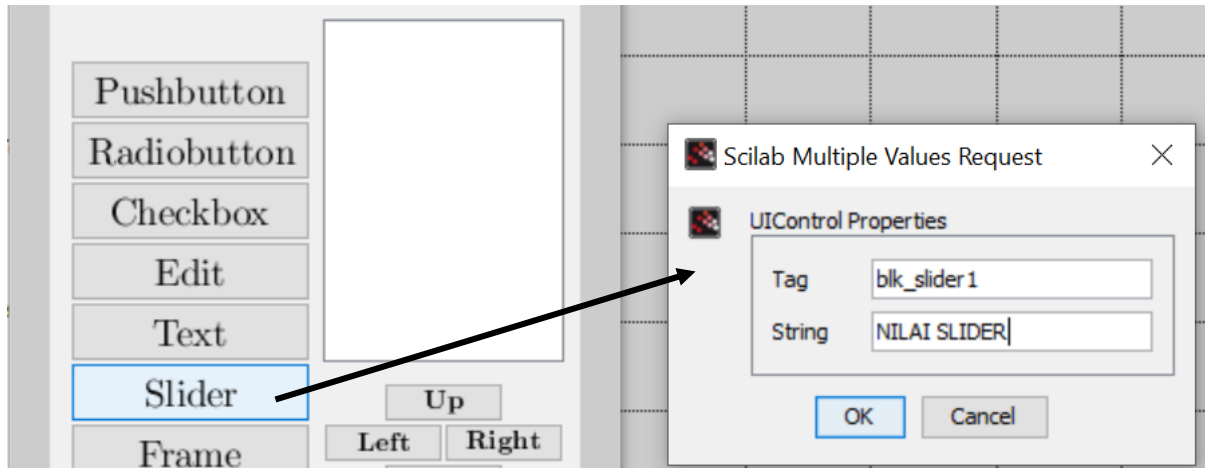 Pushbutton
Radiobutton
Checkbox
Edit
Text
Slider
Frame
Up
Left Right
Scilab Multiple Values Request
UIControl Properties
Tag blk_slider1
String NILAI SLIDER
OK Cancel